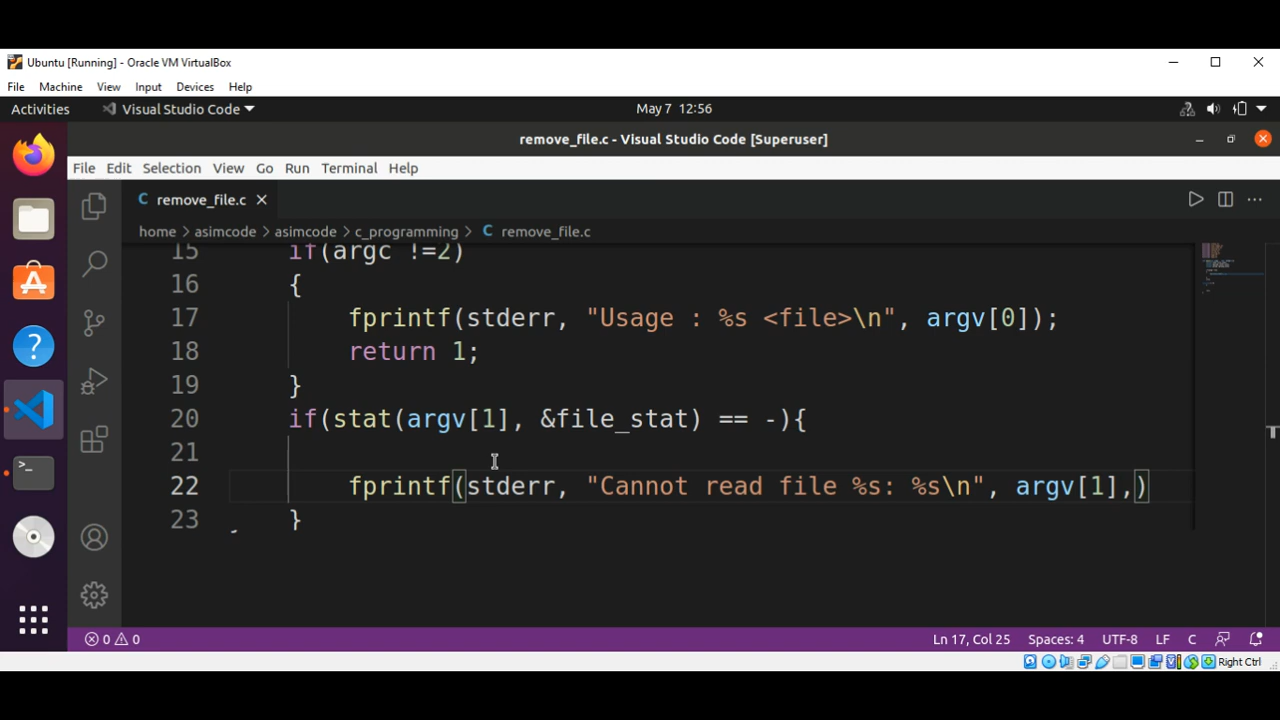 Ubuntu [Running] - Oracle VM VirtualBox
File Machine View Input Devices Help
Activities Visual Studio Code May 7 12:56
remove_file.c - Visual Studio Code [Superuser]
File Edit Selection View Go Run Terminal Help
C remove_file.c
home > asimcode > asimcode > c_programming > C remove_file.c
15 if(argc !=2)
16 {
17 fprintf(stderr, "Usage : %s <file>\n", argv[0]);
18 return 1;
19 }
20 if(stat(argv[1], &file_stat) == -){
21
22 fprintf(stderr, "Cannot read file %s: %s\n", argv[1],)
23 }
0 0 Ln 17, Col 25 Spaces: 4 UTF-8 LF C
Right Ctrl